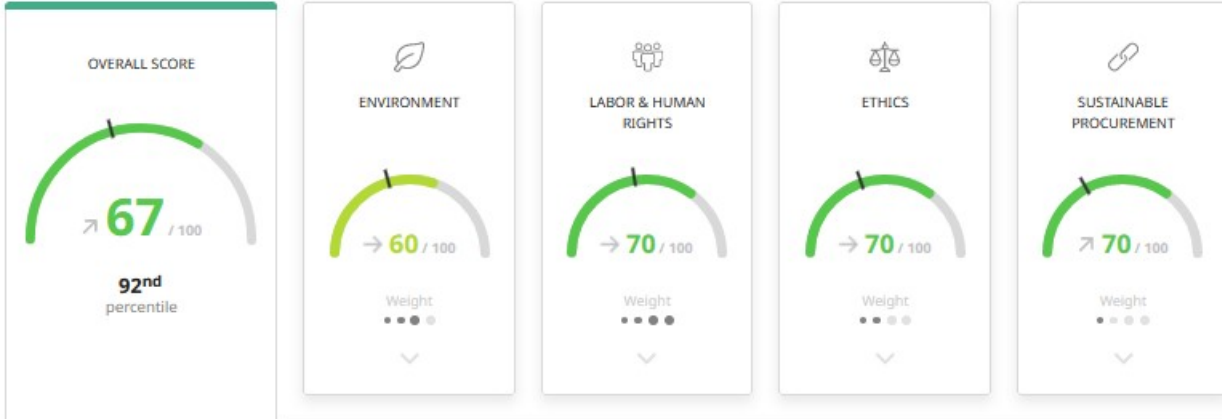 OVERALL SCORE
67 / 100
92nd
percentile
ENVIRONMENT
60 / 100
Weight
LABOR & HUMAN
RIGHTS
70 / 100
Weight
ETHICS
70 / 100
Weight
SUSTAINABLE
PROCUREMENT
70 / 100
Weight